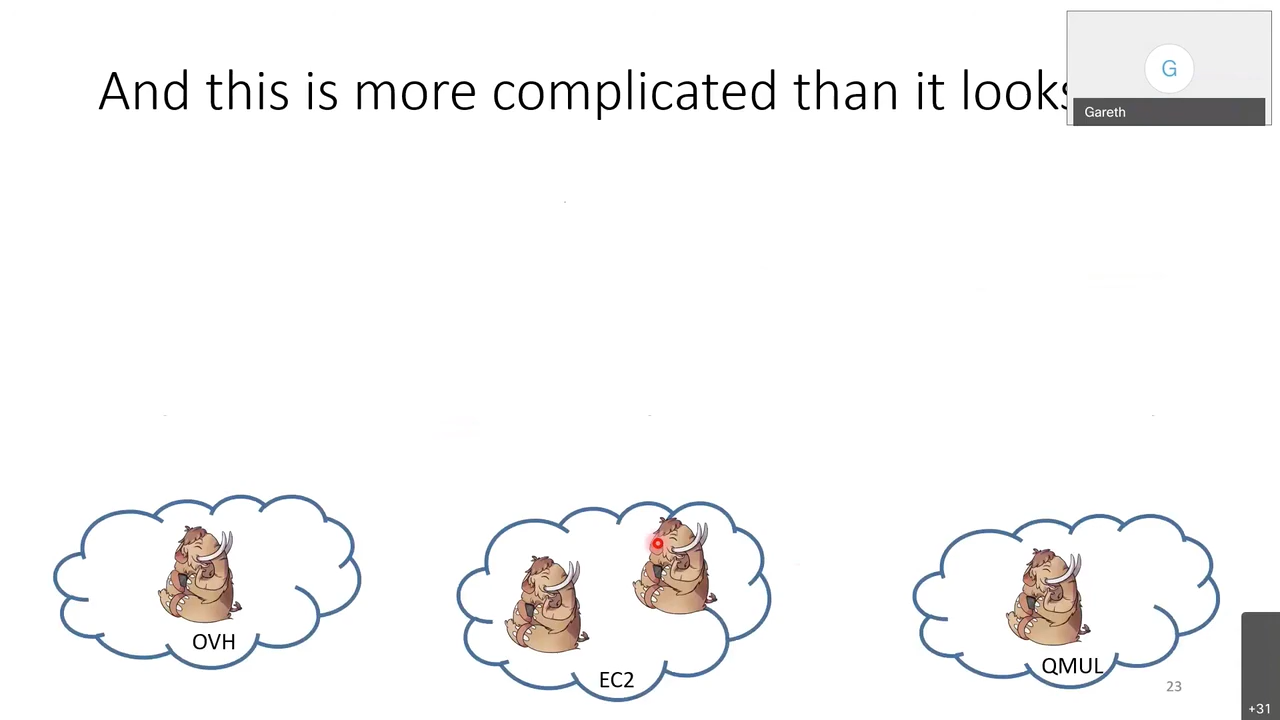 And this is more complicated than it looks
G
Gareth
OVH
EC2
QMUL
23
+31